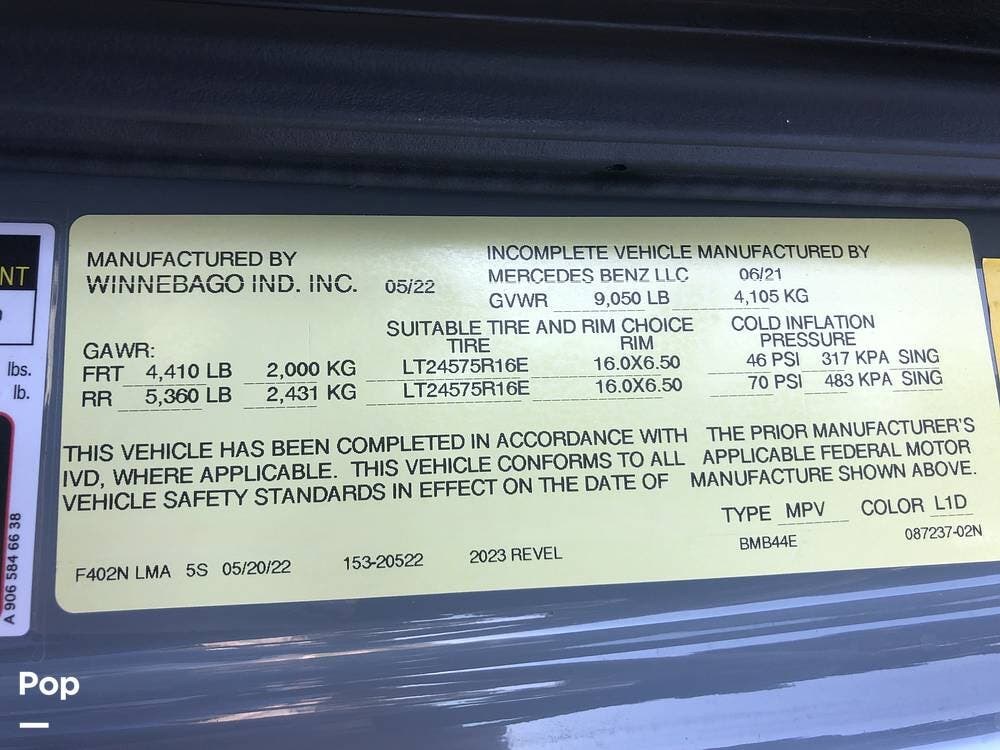 MANUFACTURED BY
WINNEBAGO IND. INC. 05/22
INCOMPLETE VEHICLE MANUFACTURED BY
MERCEDES BENZ LLC 06/21
GVWR 9,050 LB 4,105 KG
SUITABLE TIRE AND RIM CHOICE
COLD INFLATION
GAWR: TIRE RIM PRESSURE
FRT 4,410 LB 2,000 KG LT24575R16E 16.0X6.50 46 PSI 317 KPA SING
RR 5,360 LB 2,431 KG LT24575R16E 16.0X6.50 70 PSI 483 KPA SING
THIS VEHICLE HAS BEEN COMPLETED IN ACCORDANCE WITH THE PRIOR MANUFACTURER'S
IVD, WHERE APPLICABLE. THIS VEHICLE CONFORMS TO ALL APPLICABLE FEDERAL MOTOR
VEHICLE SAFETY STANDARDS IN EFFECT ON THE DATE OF MANUFACTURE SHOWN ABOVE.
TYPE MPV COLOR L1D
BMB44E 087237-02N
F402N LMA 5S 05/20/22 153-20522 2023 REVEL
NT
lbs.
lb.
A 906 584 66 38
Pop